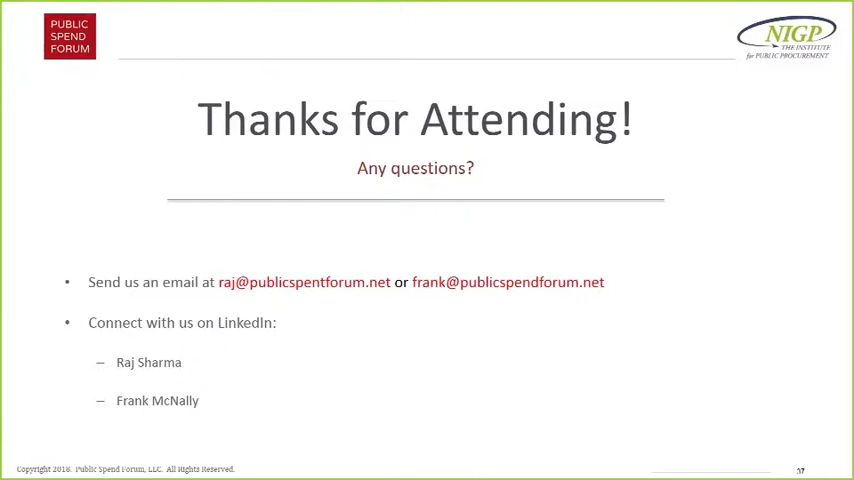 PUBLIC
SPEND
FORUM
NIGP
THE INSTITUTE
for PUBLIC PROCUREMENT
Thanks for Attending!
Any questions?
• Send us an email at raj@publicspentforum.net or frank@publicspendforum.net
• Connect with us on LinkedIn:
– Raj Sharma
– Frank McNally
Copyright 2018. Public Spend Forum, LLC. All Rights Reserved.
37